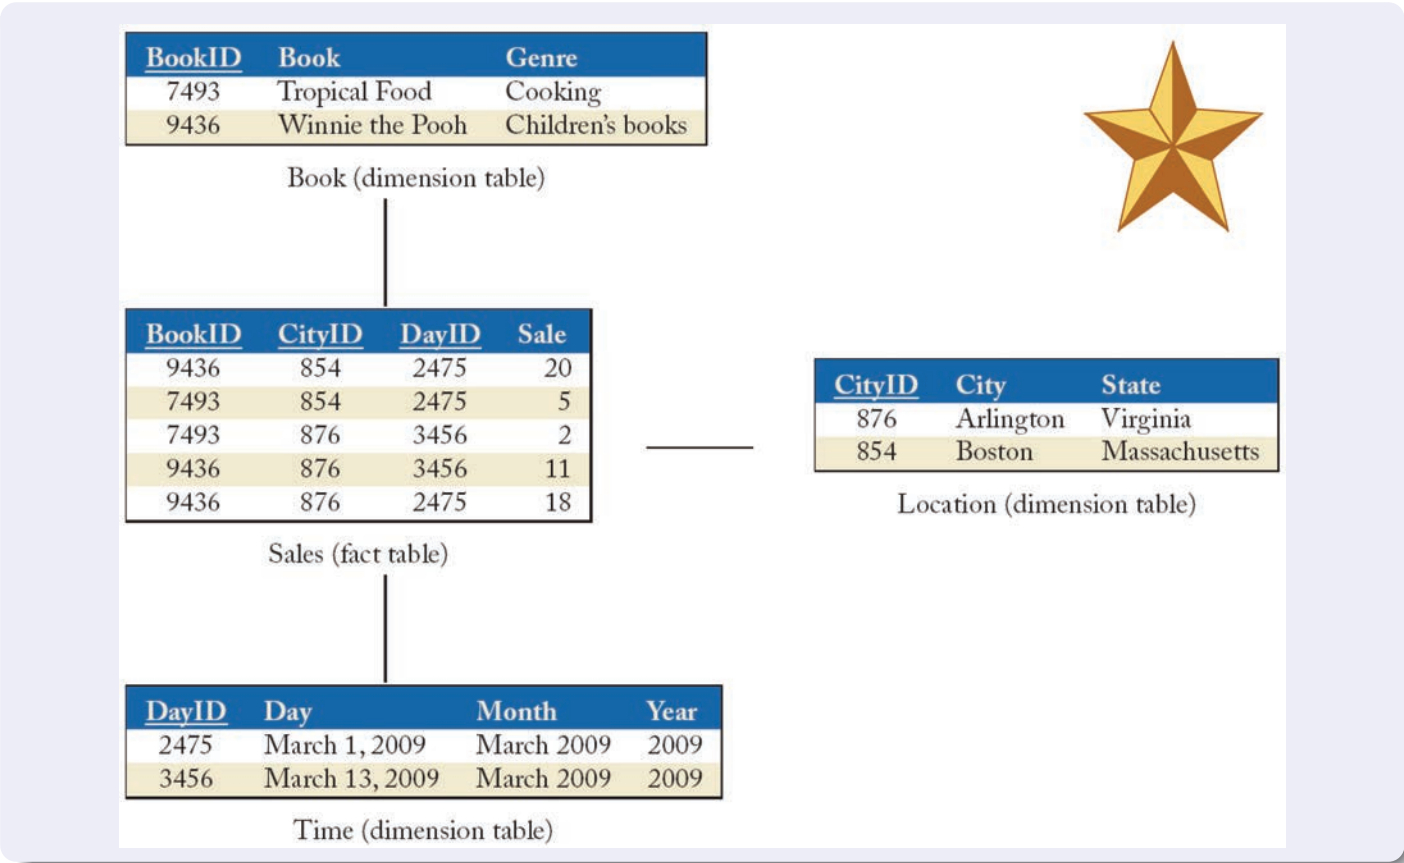 BookID Book Genre
7493 Tropical Food Cooking
9436 Winnie the Pooh Children's books
Book (dimension table)
BookID CityID DayID Sale
9436 854 2475 20
7493 854 2475 5
7493 876 3456 2
9436 876 3456 11
9436 876 2475 18
Sales (fact table)
CityID City State
876 Arlington Virginia
854 Boston Massachusetts
Location (dimension table)
DayID Day Month Year
2475 March 1, 2009 March 2009 2009
3456 March 13, 2009 March 2009 2009
Time (dimension table)